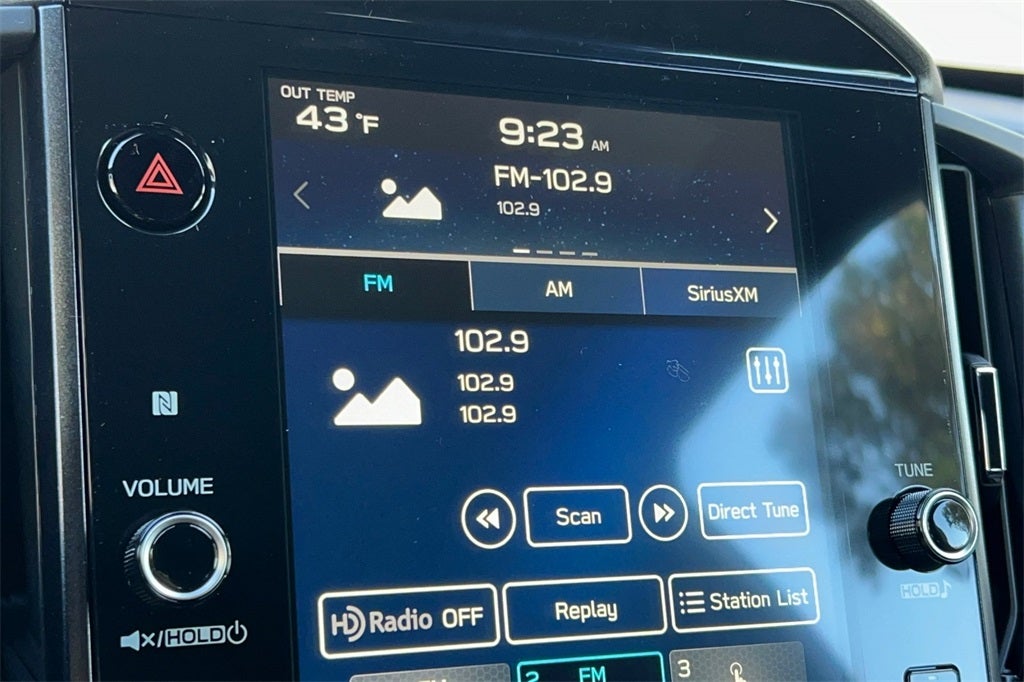 OUT TEMP
43 °F
9:23 AM
FM-102.9
102.9
FM AM SiriusXM
102.9
102.9
102.9
VOLUME
TUNE
Scan Direct Tune
HOLD
HD Radio OFF Replay Station List
/HOLD
2 FM 3